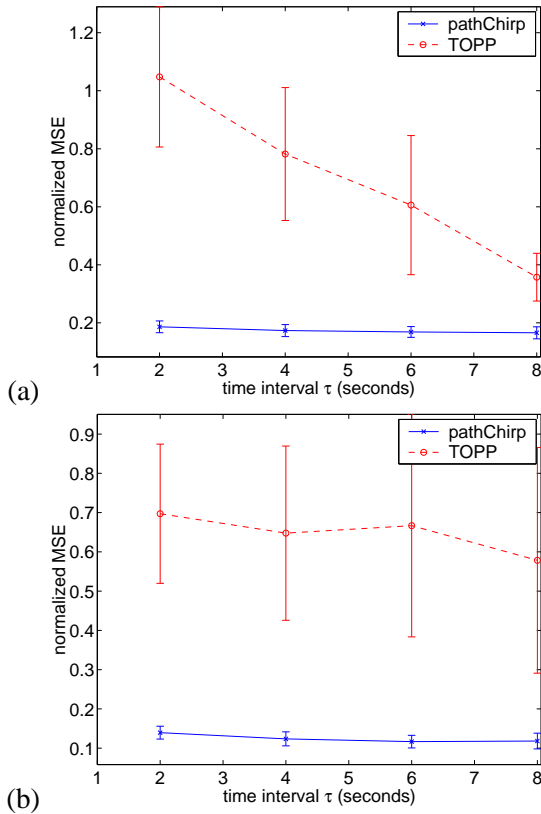 1.2
1
0.8
0.6
0.4
0.2
normalized MSE
pathChirp
TOPP
1 2 3 4 5 6 7 8
time interval τ (seconds)
(a)
0.9
0.8
0.7
0.6
0.5
0.4
0.3
0.2
0.1
normalized MSE
pathChirp
TOPP
1 2 3 4 5 6 7 8
time interval τ (seconds)
(b)